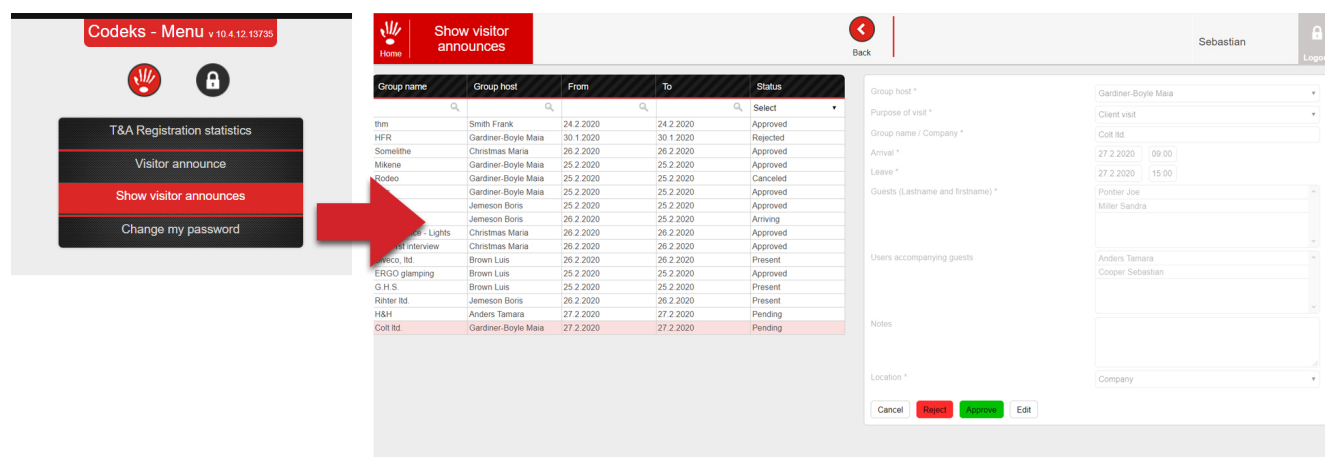 Codeks - Menu v 10.4.12.13735
T&A Registration statistics
Visitor announce
Show visitor announces
Change my password
Home
Show visitor
announces
Back
Sebastian
Logout
Group name Group host From To Status
Select
thm Smith Frank 24.2.2020 24.2.2020 Approved
HFR Gardiner-Boyle Maia 30.1.2020 30.1.2020 Rejected
Somelithe Christmas Maria 26.2.2020 26.2.2020 Approved
Mikene Gardiner-Boyle Maia 25.2.2020 25.2.2020 Approved
Rodeo Gardiner-Boyle Maia 25.2.2020 25.2.2020 Canceled
Gardiner-Boyle Maia 25.2.2020 25.2.2020 Approved
Jemeson Boris 25.2.2020 25.2.2020 Approved
Jemeson Boris 26.2.2020 25.2.2020 Arriving
- Lights Christmas Maria 26.2.2020 26.2.2020 Approved
interview Christmas Maria 26.2.2020 26.2.2020 Approved
ltd. Brown Luis 26.2.2020 26.2.2020 Present
ERGO glamping Brown Luis 25.2.2020 25.2.2020 Approved
G.H.S. Brown Luis 25.2.2020 25.2.2020 Present
Rihter ltd. Jemeson Boris 26.2.2020 26.2.2020 Present
H&H Anders Tamara 27.2.2020 27.2.2020 Pending
Colt ltd. Gardiner-Boyle Maia 27.2.2020 27.2.2020 Pending
Group host * Gardiner-Boyle Maia
Purpose of visit * Client visit
Group name / Company * Colt ltd.
Arrival * 27.2.2020 09:00
Leave * 27.2.2020 15:00
Guests (Lastname and firstname) * Pontier Joe
Miller Sandra
Users accompanying guests Anders Tamara
Cooper Sebastian
Notes
Location * Company
Cancel Reject Approve Edit